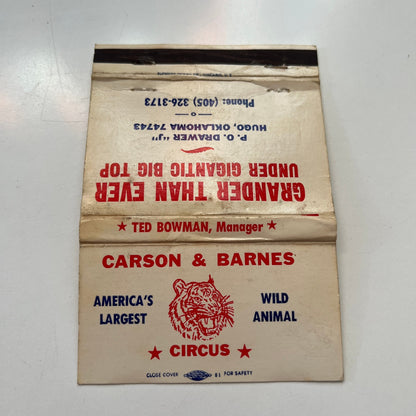 CARSON & BARNES
AMERICA'S LARGEST
WILD ANIMAL
★ CIRCUS ★
CLOSE COVER 51 FOR SAFETY
★ TED BOWMAN, Manager ★
GRANDER THAN EVER
UNDER GIGANTIC BIG TOP
P. O. DRAWER "J"
HUGO, OKLAHOMA 74743
— o —
Phone: (405) 326-3173